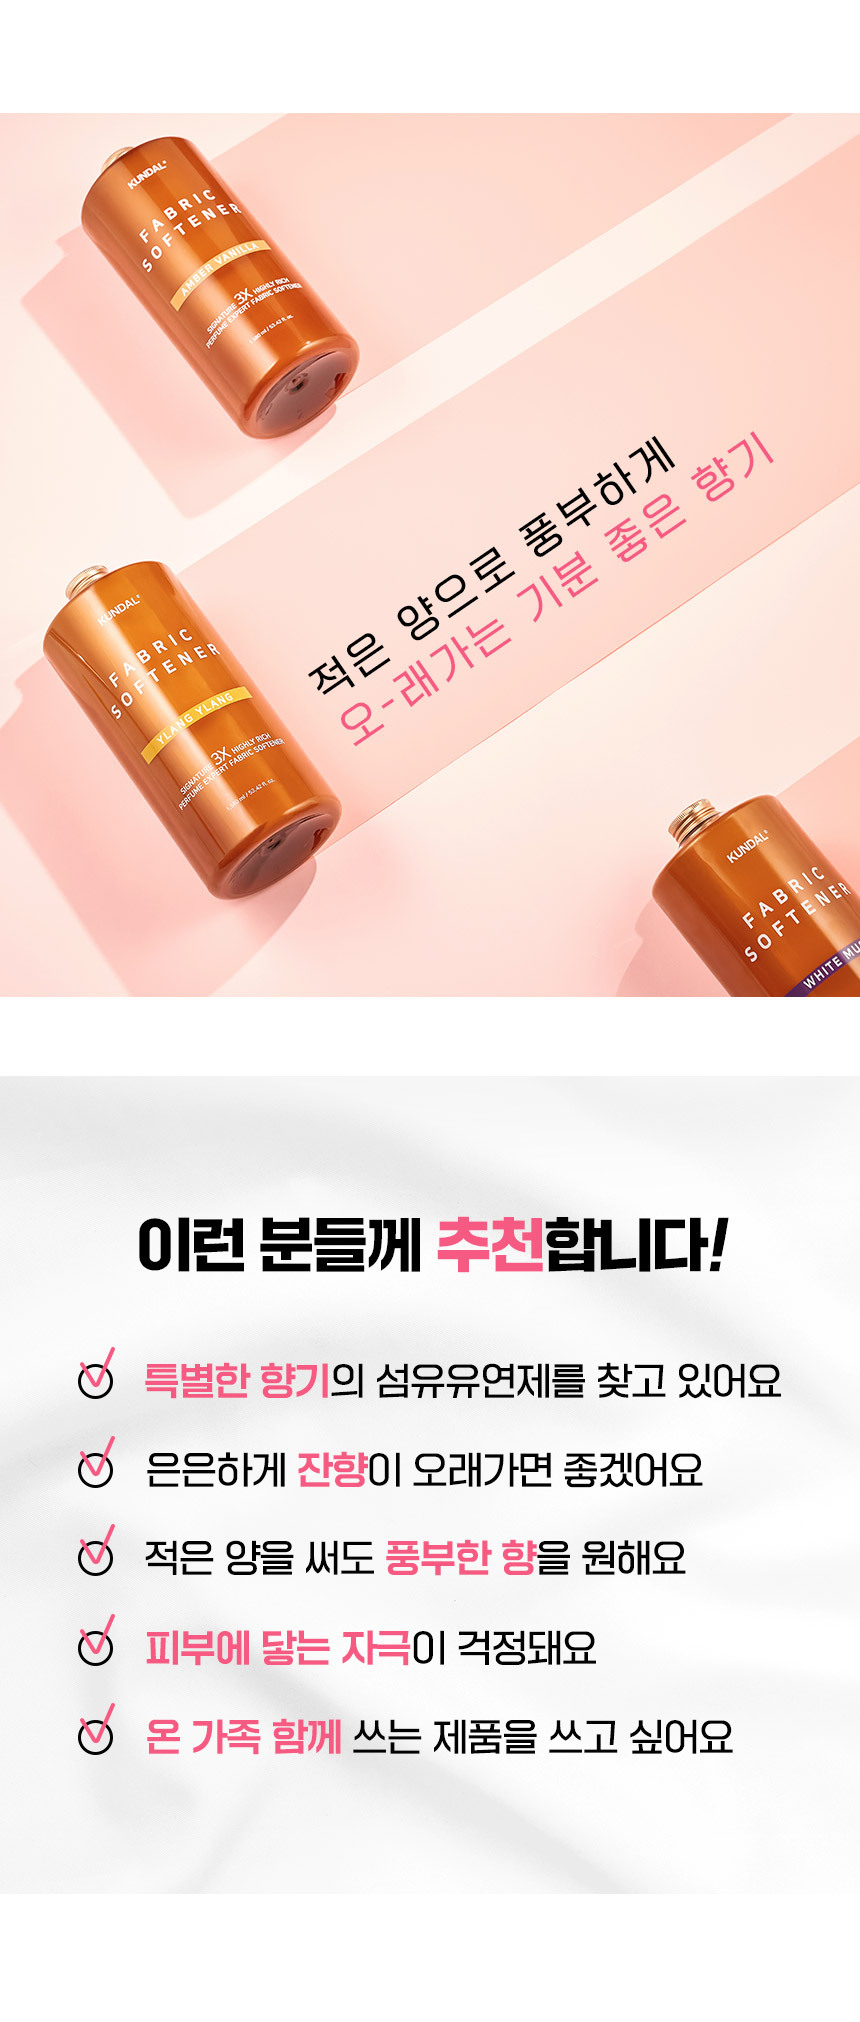 KUNDAL
FABRIC
SOFTENER
AMBER VANILLA
SIGNATURE 3X HIGHLY RICH
PERFUME EXPERT FABRIC SOFTENER
적은 양으로 풍부하게
오-래가는 기분 좋은 향기
KUNDAL
FABRIC
SOFTENER
YLANG YLANG
SIGNATURE 3X HIGHLY RICH
PERFUME EXPERT FABRIC SOFTENER
KUNDAL
FABRIC
SOFTENER
WHITE MU
이런 분들께 추천합니다!
특별한 향기의 섬유유연제를 찾고 있어요
은은하게 잔향이 오래가면 좋겠어요
적은 양을 써도 풍부한 향을 원해요
피부에 닿는 자극이 걱정돼요
온 가족 함께 쓰는 제품을 쓰고 싶어요